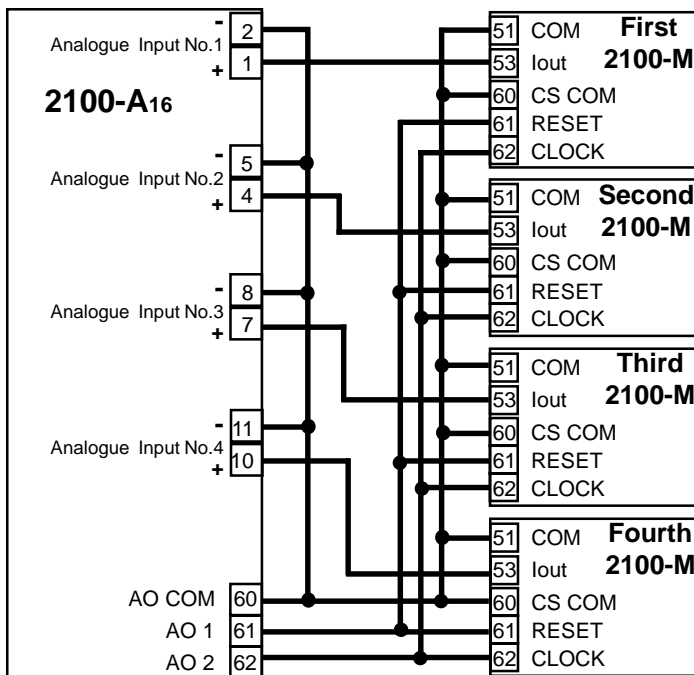 2100-A16
- 2
Analogue Input No.1
+ 1
- 5
Analogue Input No.2
+ 4
- 8
Analogue Input No.3
+ 7
- 11
Analogue Input No.4
+ 10
AO COM 60
AO 1 61
AO 2 62
51 COM First
53 Iout 2100-M
60 CS COM
61 RESET
62 CLOCK
51 COM Second
53 Iout 2100-M
60 CS COM
61 RESET
62 CLOCK
51 COM Third
53 Iout 2100-M
60 CS COM
61 RESET
62 CLOCK
51 COM Fourth
53 Iout 2100-M
60 CS COM
61 RESET
62 CLOCK